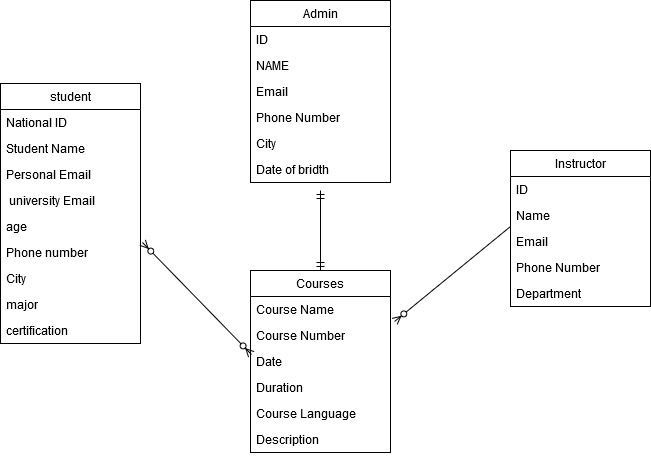 Admin
ID
NAME
Email
Phone Number
City
Date of bridth
student
National ID
Student Name
Personal Email
university Email
age
Phone number
City
major
certification
Instructor
ID
Name
Email
Phone Number
Department
Courses
Course Name
Course Number
Date
Duration
Course Language
Description